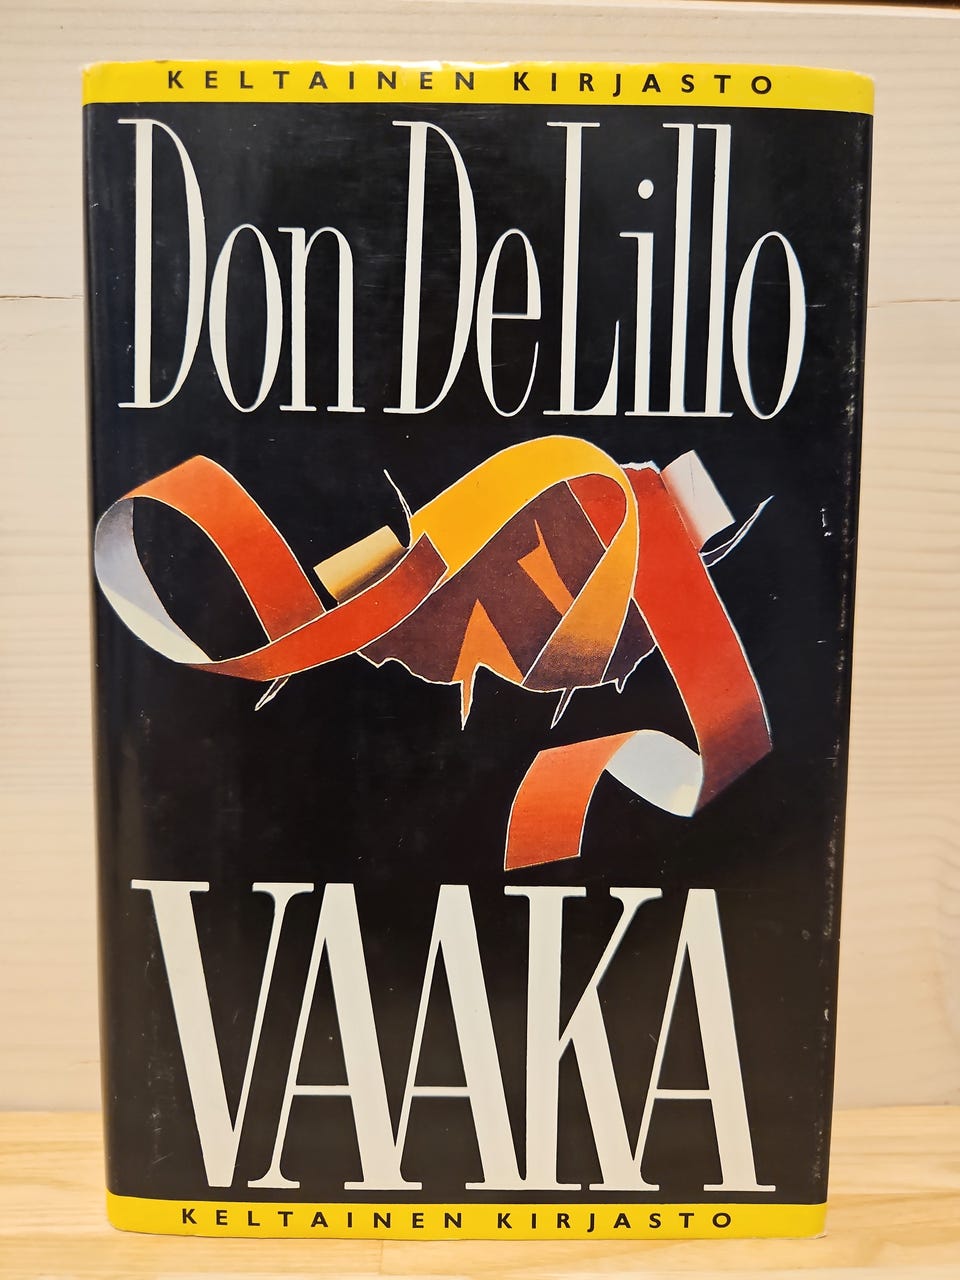 KELTAINEN KIRJASTO
Don DeLillo
VAAKA
KELTAINEN KIRJASTO